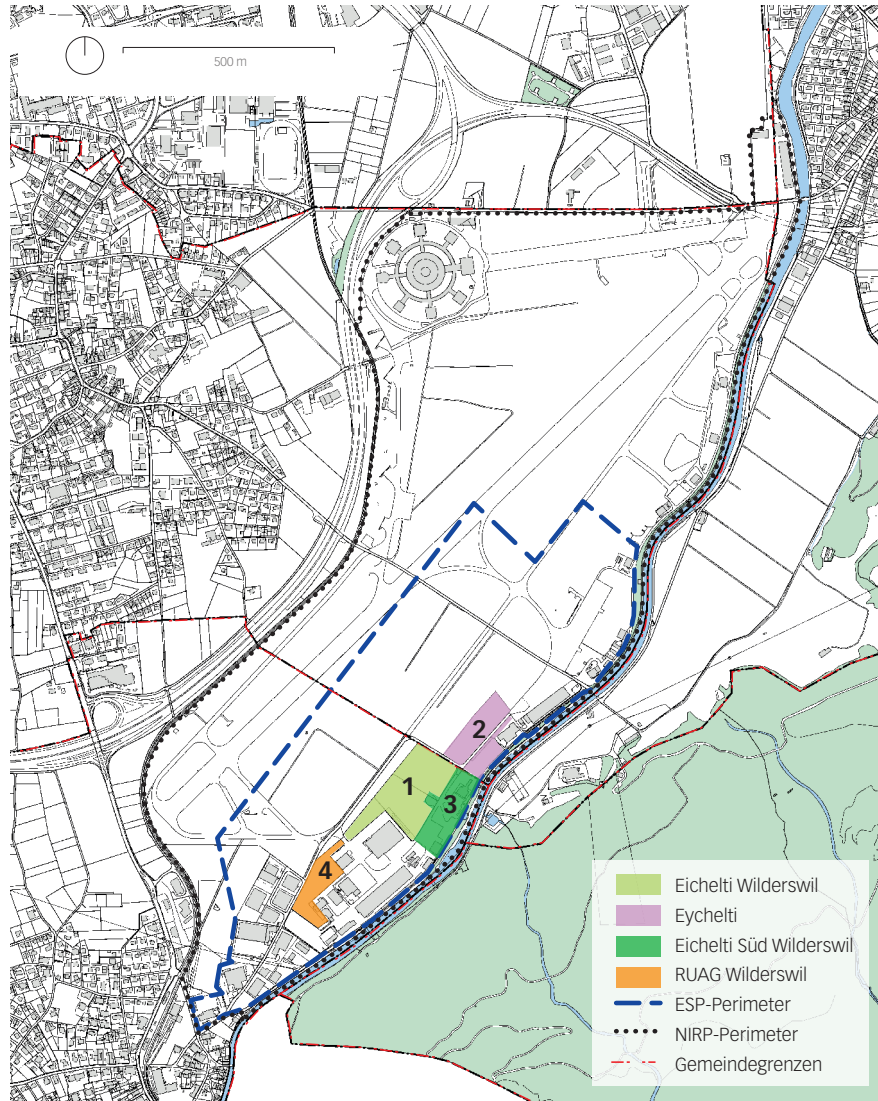 500 m
2
1
3
4
Eichelti Wilderswil
Eychelti
Eichelti Süd Wilderswil
RUAG Wilderswil
ESP-Perimeter
NIRP-Perimeter
Gemeindegrenzen